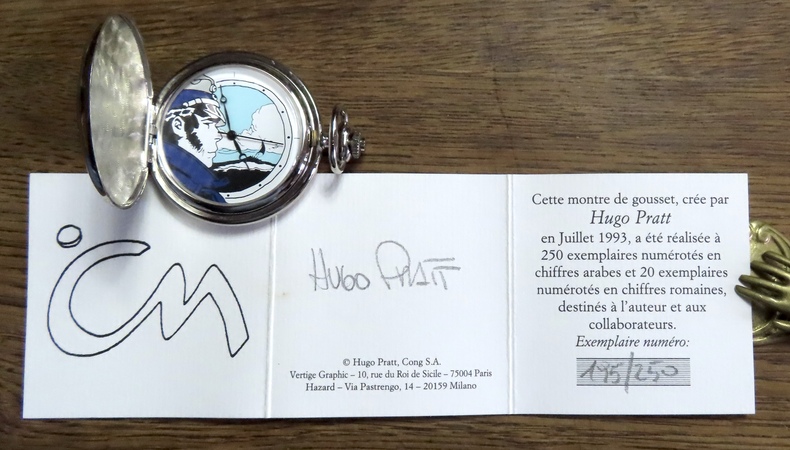 CM
HUGO PRATT
© Hugo Pratt, Cong S.A.
Vertige Graphic – 10, rue du Roi de Sicile – 75004 Paris
Hazard – Via Pastrengo, 14 – 20159 Milano
Cette montre de gousset, crée par
Hugo Pratt
en Juillet 1993, a été réalisée à
250 exemplaires numérotés en
chiffres arabes et 20 exemplaires
numérotés en chiffres romaines,
destinés à l'auteur et aux
collaborateurs.
Exemplaire numéro:
195/250